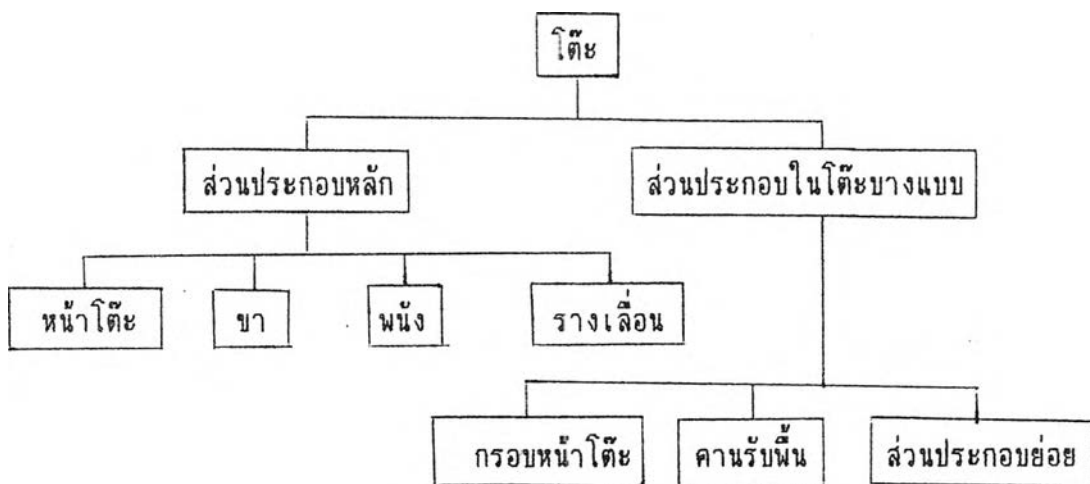 โต๊ะ
ส่วนประกอบหลัก
ส่วนประกอบในโต๊ะบางแบบ
หน้าโต๊ะ
ขา
พนัง
รางเลื่อน
กรอบหน้าโต๊ะ
คานรับพื้น
ส่วนประกอบย่อย